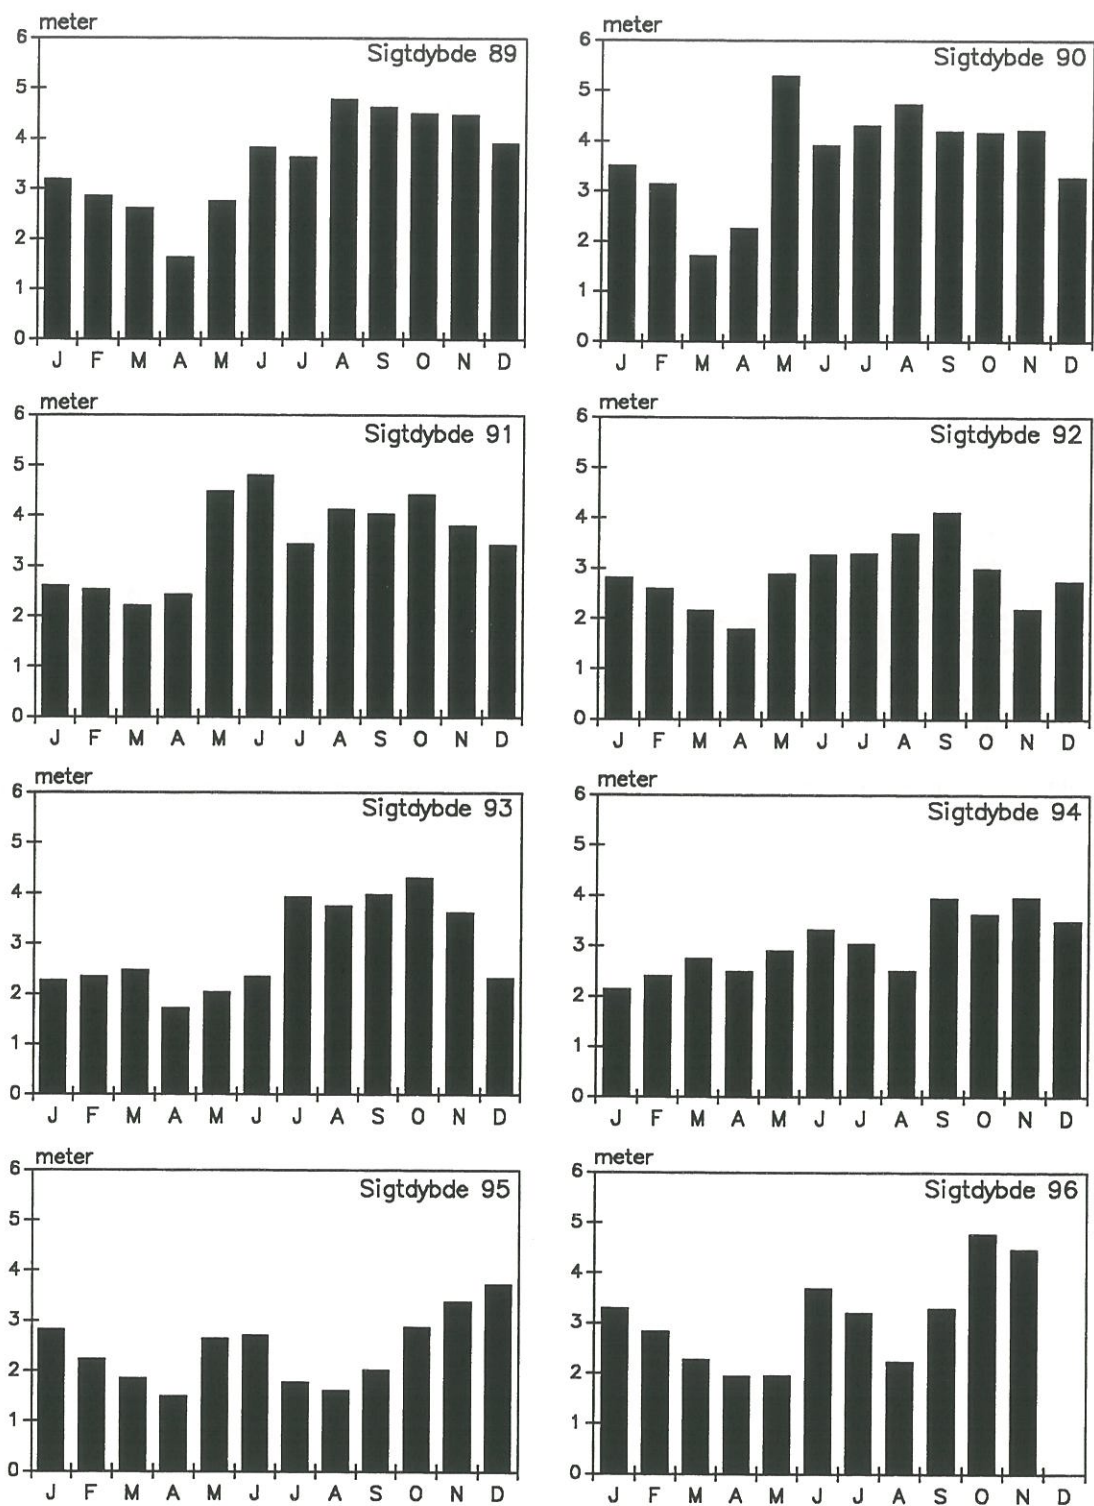 meter
Sigtdybde 89
6
5
4
3
2
1
0
J F M A M J J A S O N D
meter
Sigtdybde 90
6
5
4
3
2
1
0
J F M A M J J A S O N D
meter
Sigtdybde 91
6
5
4
3
2
1
0
J F M A M J J A S O N D
meter
Sigtdybde 92
6
5
4
3
2
1
0
J F M A M J J A S O N D
meter
Sigtdybde 93
6
5
4
3
2
1
0
J F M A M J J A S O N D
meter
Sigtdybde 94
6
5
4
3
2
1
0
J F M A M J J A S O N D
meter
Sigtdybde 95
6
5
4
3
2
1
0
J F M A M J J A S O N D
meter
Sigtdybde 96
6
5
4
3
2
1
0
J F M A M J J A S O N D